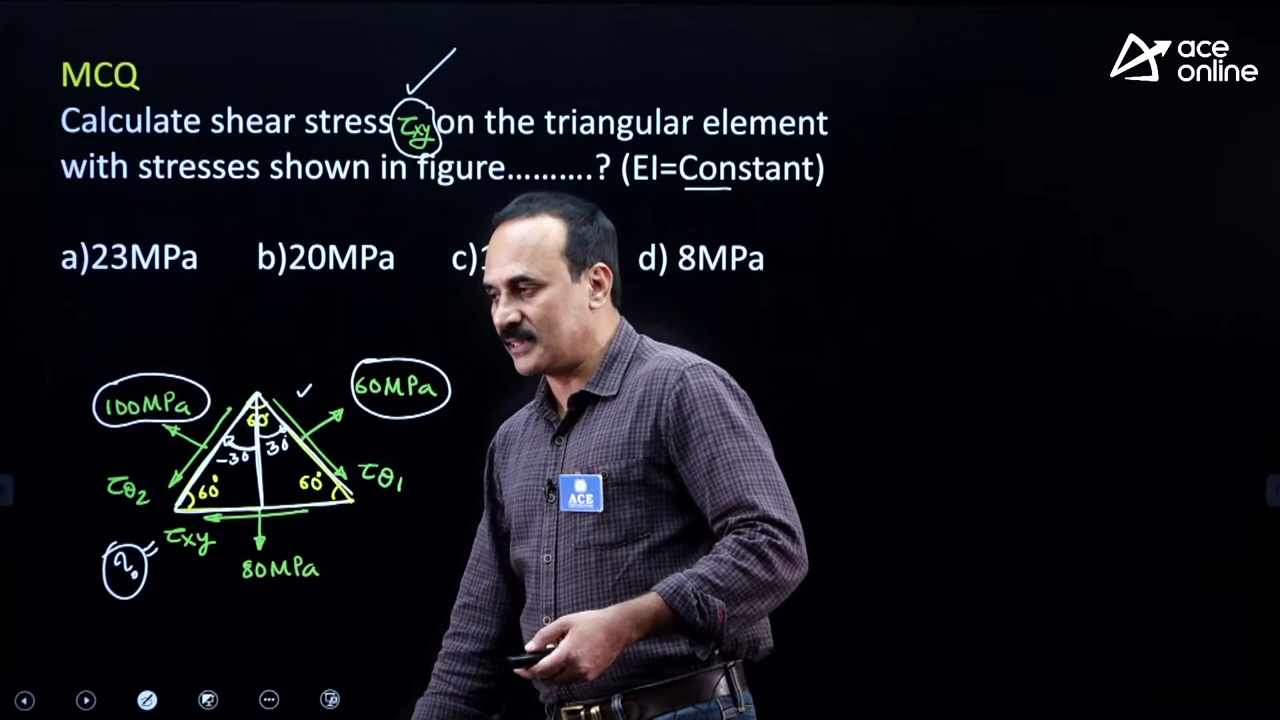 ace
online
MCQ
Calculate shear stress τxy on the triangular element
with stresses shown in figure..........? (EI=Constant)
a)23MPa b)20MPa c) d) 8MPa
100MPa
60MPa
60°
-30 30
τθ2
60° 60°
τθ1
τxy
80MPa
ACE